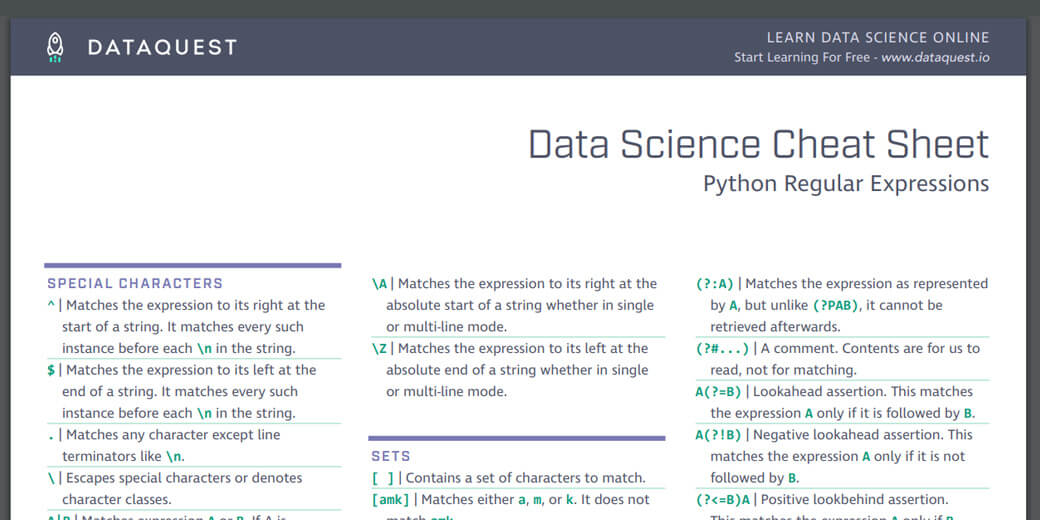 DATAQUEST
LEARN DATA SCIENCE ONLINE
Start Learning For Free - www.dataquest.io
Data Science Cheat Sheet
Python Regular Expressions
SPECIAL CHARACTERS
^ | Matches the expression to its right at the
start of a string. It matches every such
instance before each \n in the string.
$ | Matches the expression to its left at the
end of a string. It matches every such
instance before each \n in the string.
. | Matches any character except line
terminators like \n.
\ | Escapes special characters or denotes
character classes.
A|B | Matches expression A or B. If A is
\A | Matches the expression to its right at the
absolute start of a string whether in single
or multi-line mode.
\Z | Matches the expression to its left at the
absolute end of a string whether in single
or multi-line mode.
SETS
[ ] | Contains a set of characters to match.
[amk] | Matches either a, m, or k. It does not
match amk.
(?:A) | Matches the expression as represented
by A, but unlike (?PAB), it cannot be
retrieved afterwards.
(?#...) | A comment. Contents are for us to
read, not for matching.
A(?=B) | Lookahead assertion. This matches
the expression A only if it is followed by B.
A(?!B) | Negative lookahead assertion. This
matches the expression A only if it is not
followed by B.
(?<=B)A | Positive lookbehind assertion.
This matches the expression A only if B